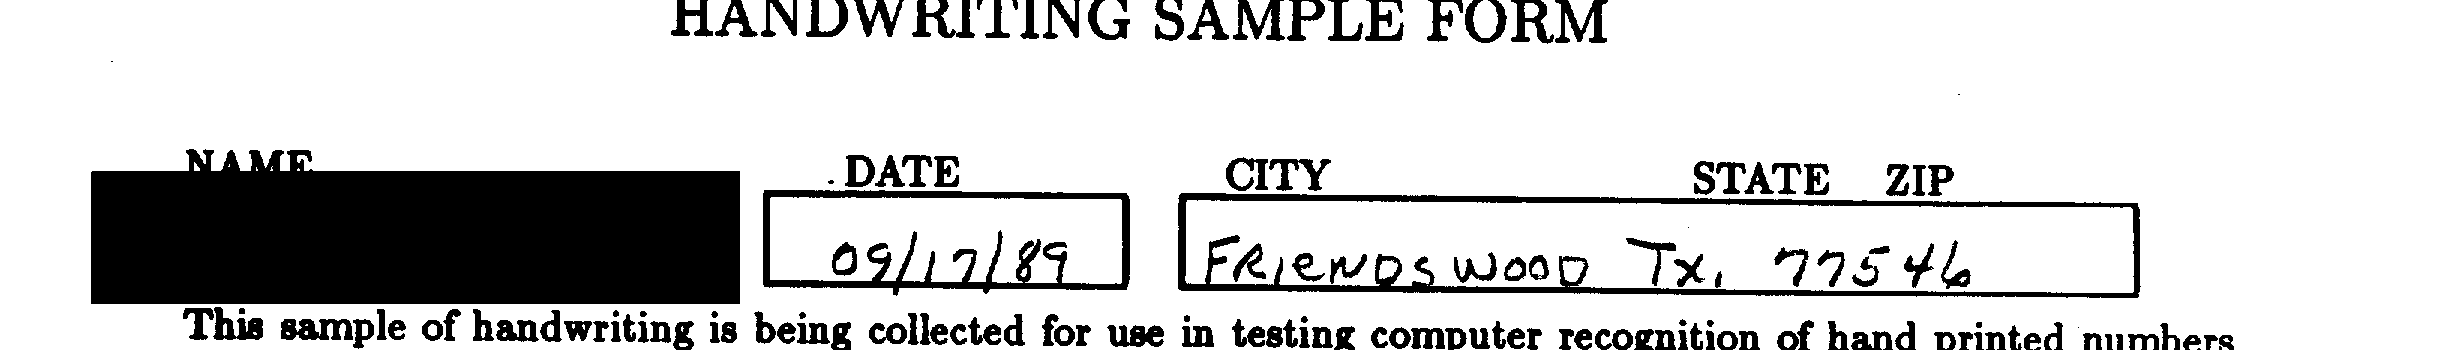 HANDWRITING SAMPLE FORM
NAME DATE CITY STATE ZIP
09/17/89 FRIENDSWOOD TX. 77546
This sample of handwriting is being collected for use in testing computer recognition of hand printed numbers